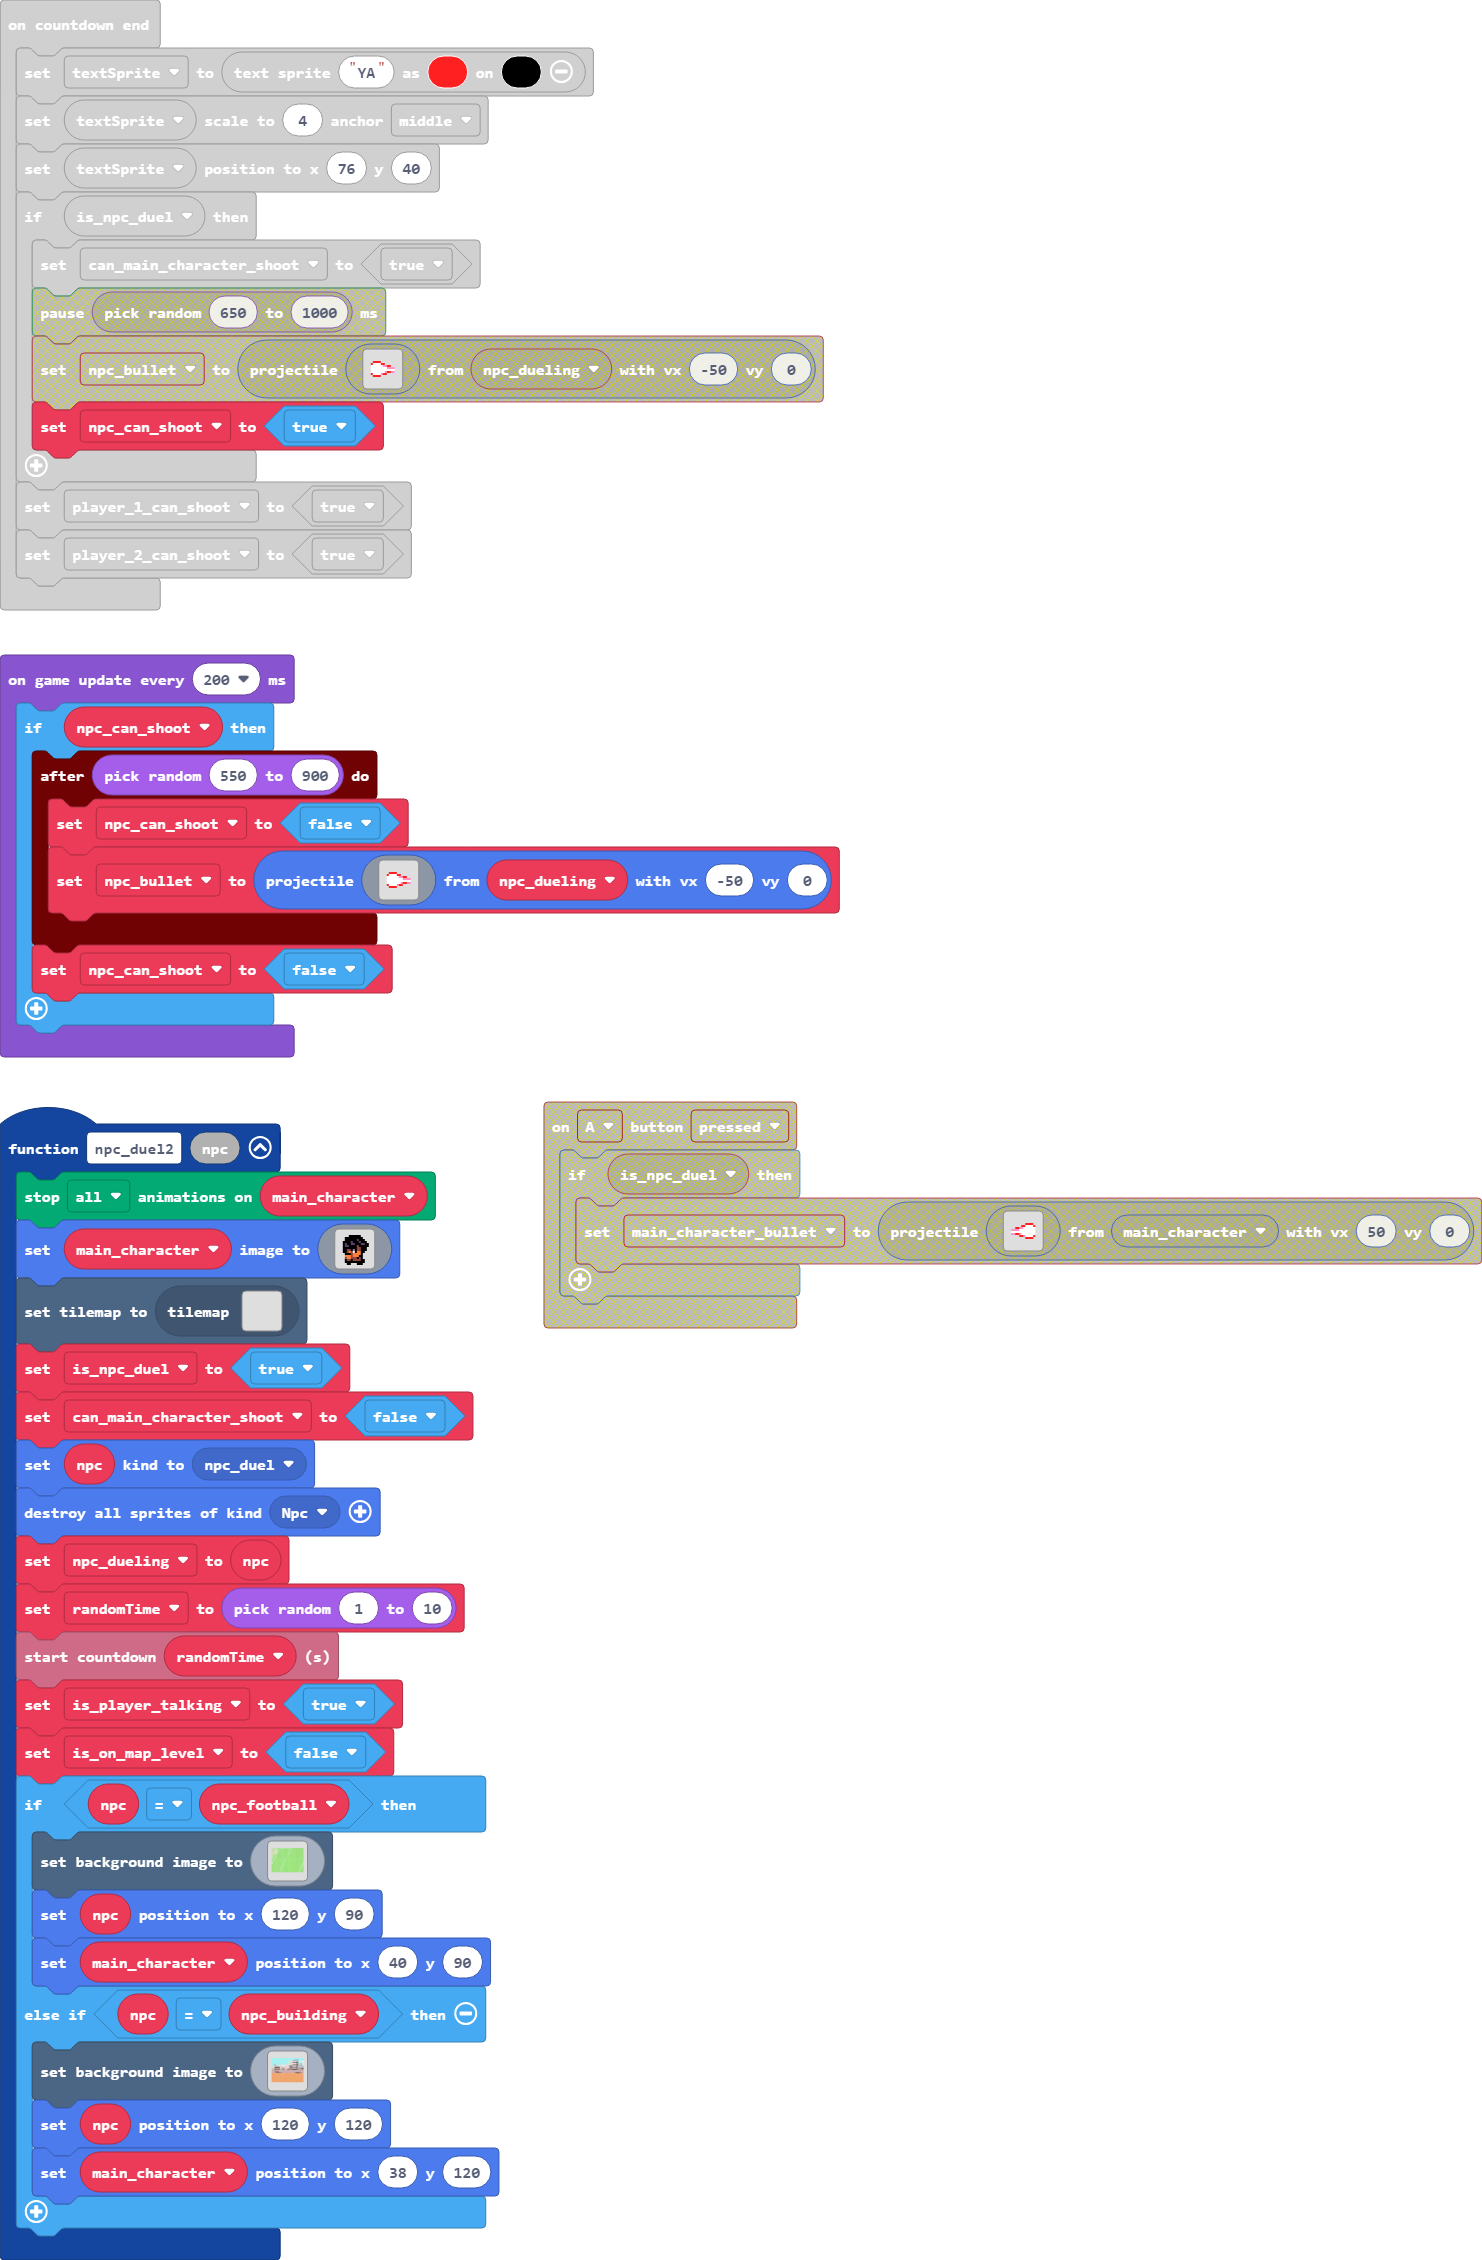 on countdown end
set textSprite to text sprite "YA" as on
set textSprite scale to 4 anchor middle
set textSprite position to x 76 y 40
if is_npc_duel then
set can_main_character_shoot to true
pause pick random 650 to 1000 ms
set npc_bullet to projectile from npc_dueling with vx -50 vy 0
set npc_can_shoot to true
set player_1_can_shoot to true
set player_2_can_shoot to true
on game update every 200 ms
if npc_can_shoot then
after pick random 550 to 900 do
set npc_can_shoot to false
set npc_bullet to projectile from npc_dueling with vx -50 vy 0
set npc_can_shoot to false
function npc_duel2 npc
stop all animations on main_character
set main_character image to
set tilemap to tilemap
set is_npc_duel to true
set can_main_character_shoot to false
set npc kind to npc_duel
destroy all sprites of kind Npc
set npc_dueling to npc
set randomTime to pick random 1 to 10
start countdown randomTime (s)
set is_player_talking to true
set is_on_map_level to false
if npc = npc_football then
set background image to
set npc position to x 120 y 90
set main_character position to x 40 y 90
else if npc = npc_building then
set background image to
set npc position to x 120 y 120
set main_character position to x 38 y 120
on A button pressed
if is_npc_duel then
set main_character_bullet to projectile from main_character with vx 50 vy 0